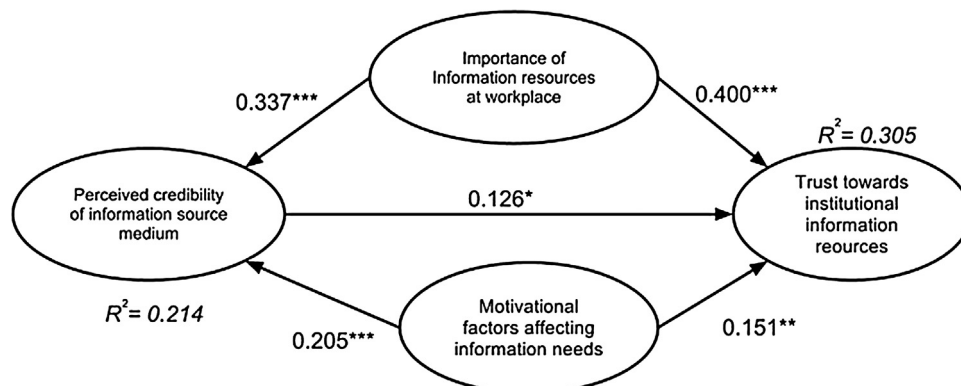 Importance of
Information resources
at workplace
0.337***
0.400***
R²= 0.305
Perceived credibility
of information source
medium
0.126*
Trust towards
institutional
information
reources
R²= 0.214
0.205***
Motivational
factors affecting
information needs
0.151**